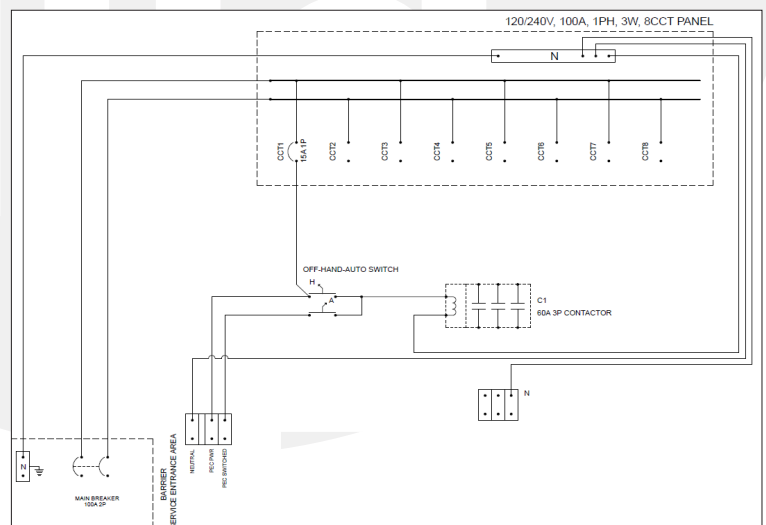 120/240V, 100A, 1PH, 3W, 8CCT PANEL
N
CCT1
15A 1P
CCT2
CCT3
CCT4
CCT5
CCT6
CCT7
CCT8
OFF-HAND-AUTO SWITCH
H
A
C1
60A 3P CONTACTOR
N
NEUTRAL
PEC PWR
PEC SWITCHED
N
MAIN BREAKER
100A 2P
BARRIER
SERVICE ENTRANCE AREA